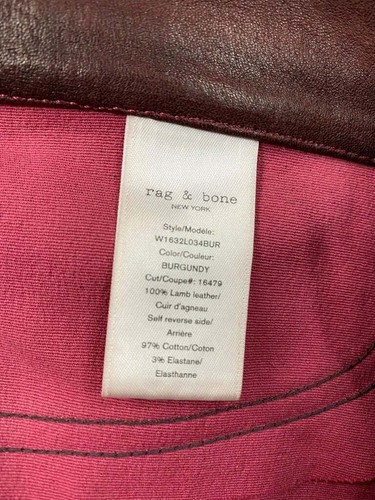 rag & bone
NEW YORK
Style/Modèle:
W1632L034BUR
Color/Couleur:
BURGUNDY
Cut/Coupe#: 16479
100% Lamb leather/
Cuir d'agneau
Self reverse side/
Arrière
97% Cotton/Coton
3% Elastane/
Elasthanne